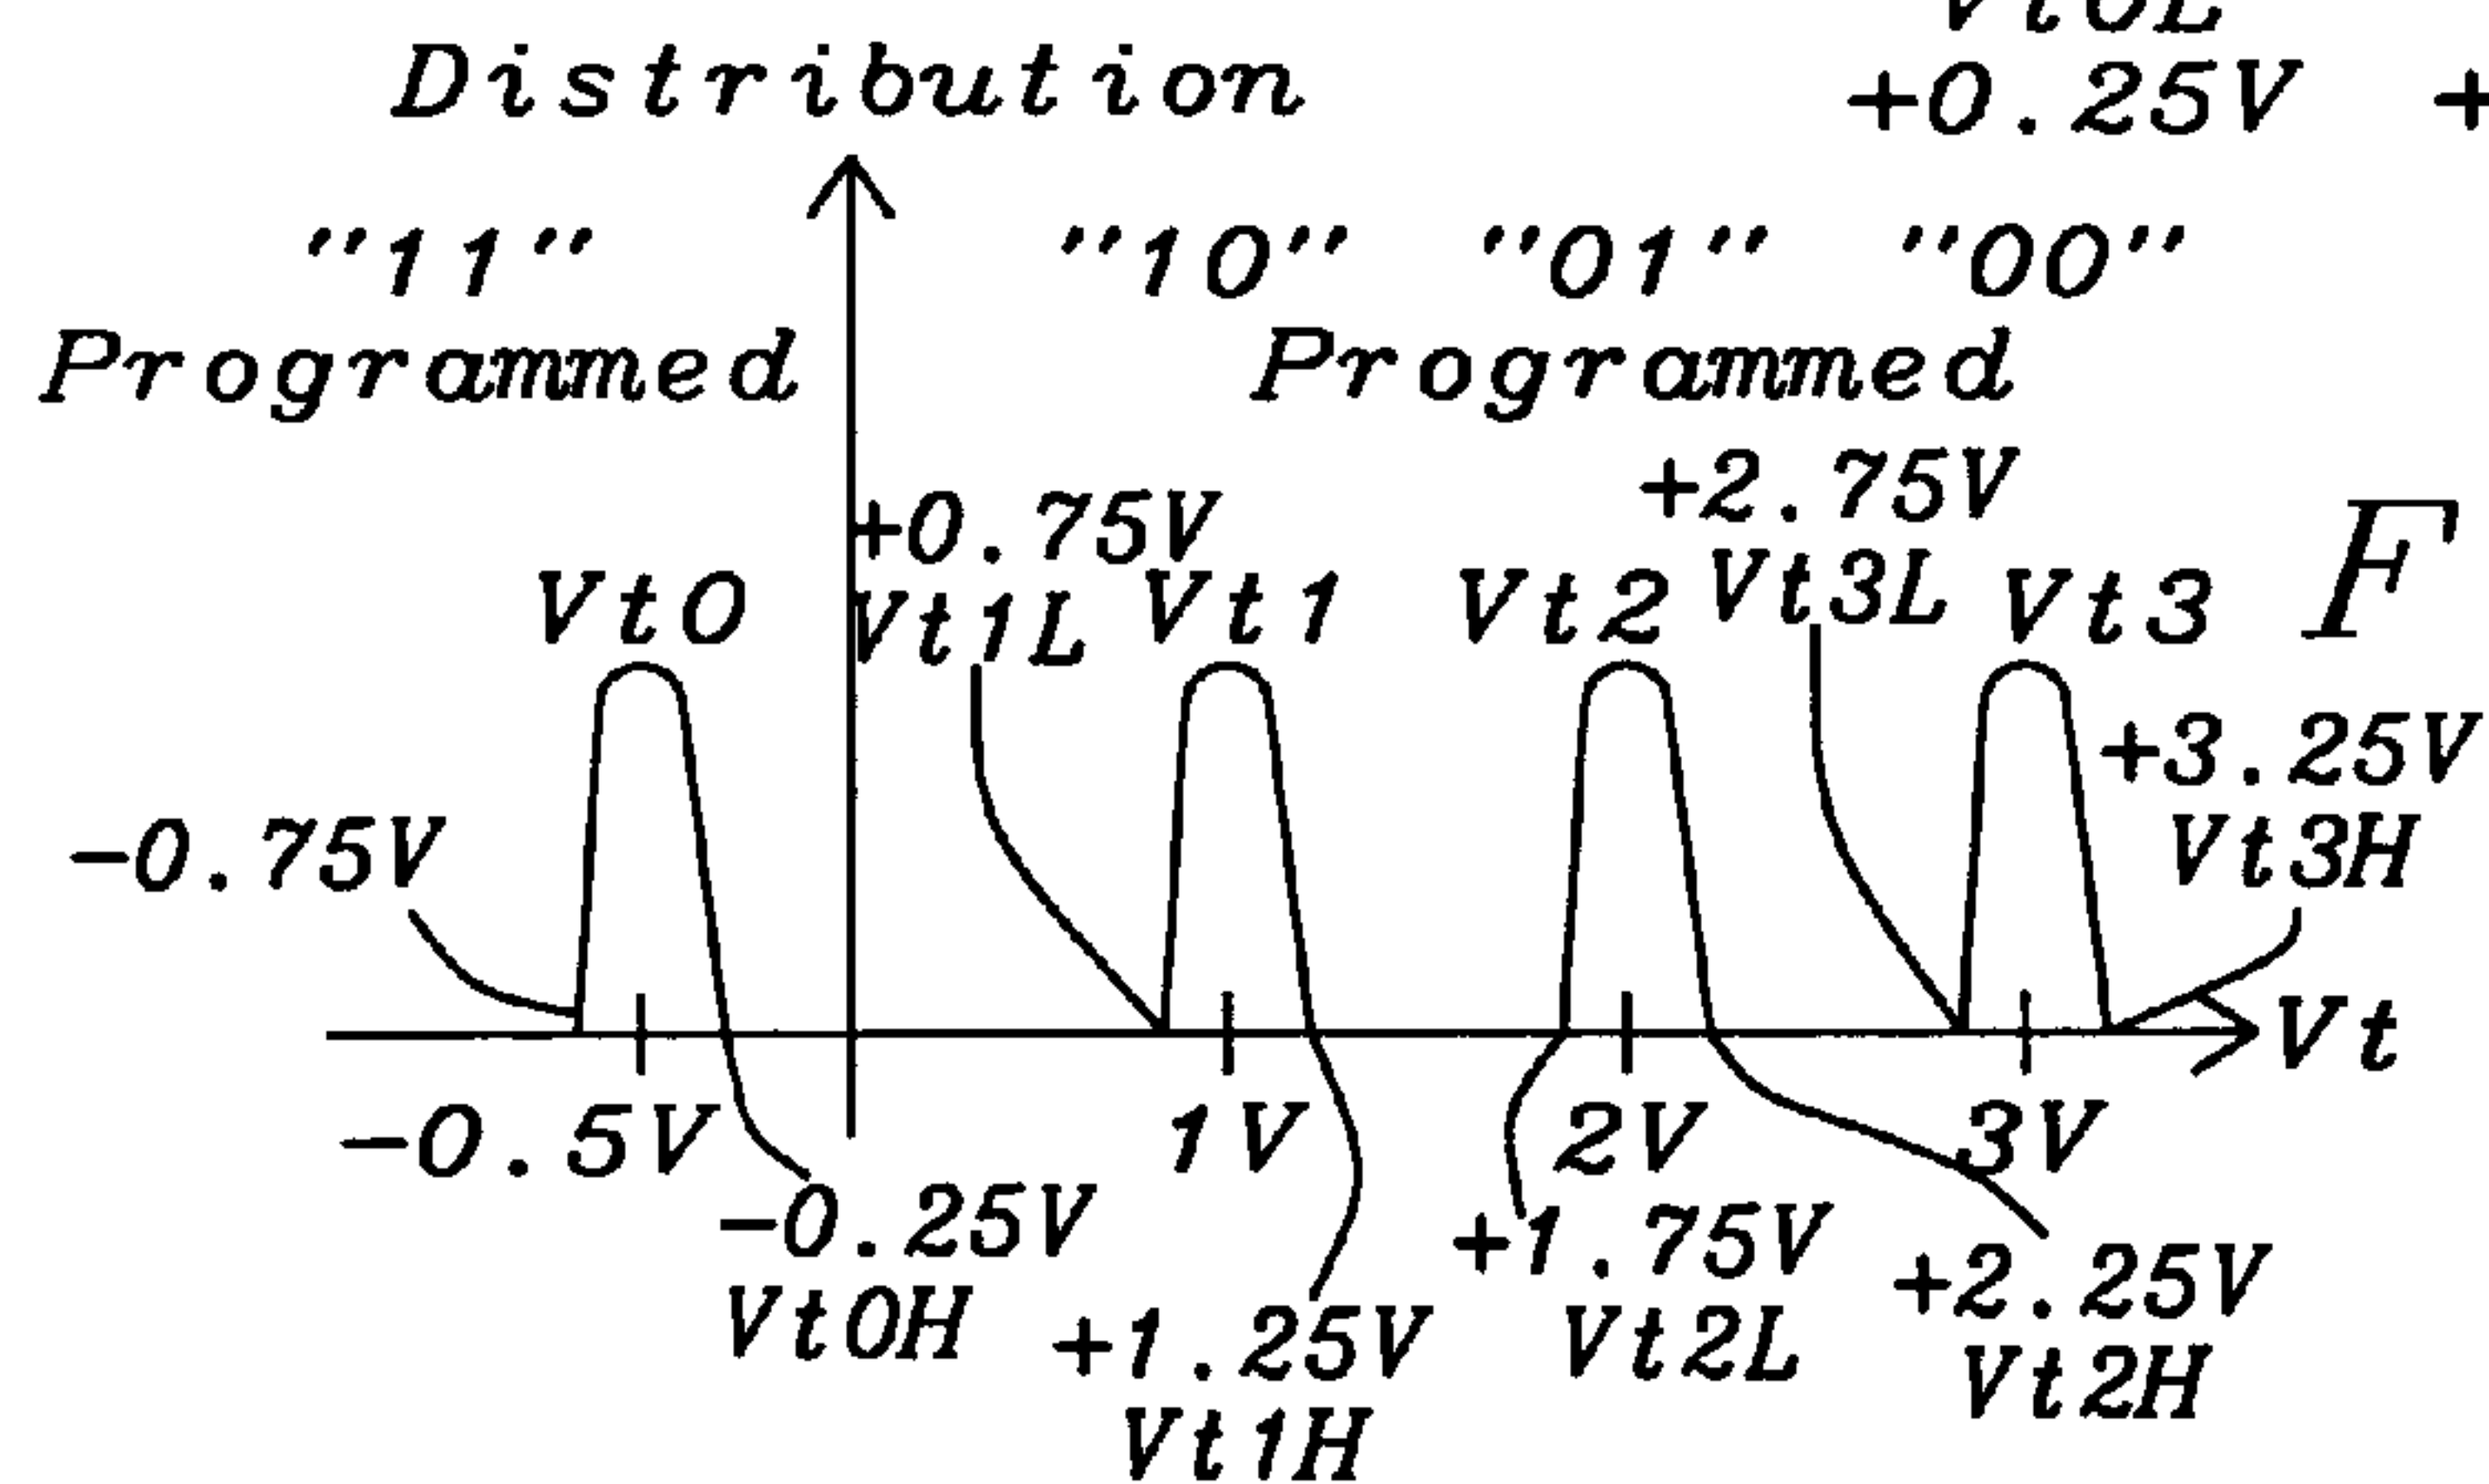 Distribution
+0.25V +
"11" "10" "01" "00"
Programmed Programmed
+2.75V
+0.75V
Vt0 Vt1L Vt1 Vt2 Vt3L Vt3 F
+3.25V
-0.75V Vt3H
Vt
-0.5V 1V 2V 3V
-0.25V +1.75V
Vt0H +1.25V Vt2L +2.25V
Vt1H Vt2H